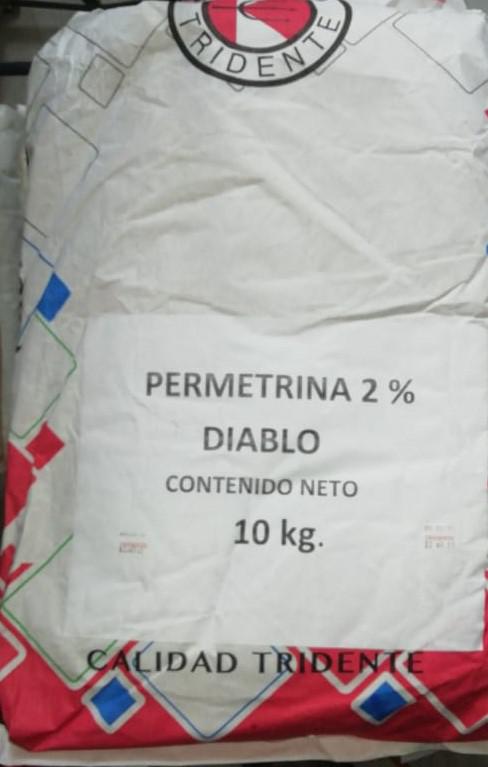 TRIDENTE
PERMETRINA 2 %
DIABLO
CONTENIDO NETO
10 kg.
CALIDAD TRIDENTE